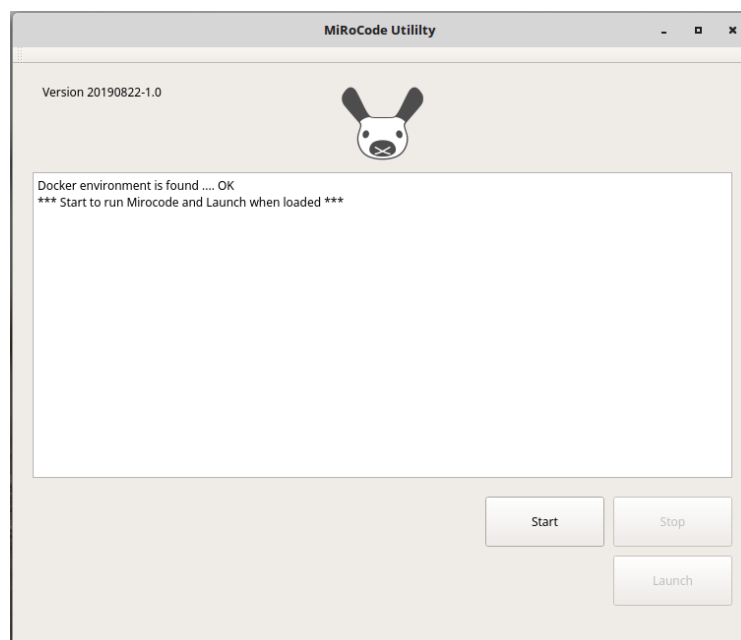 MiRoCode Utililty
Version 20190822-1.0
Docker environment is found .... OK
*** Start to run Mirocode and Launch when loaded ***
Start
Stop
Launch